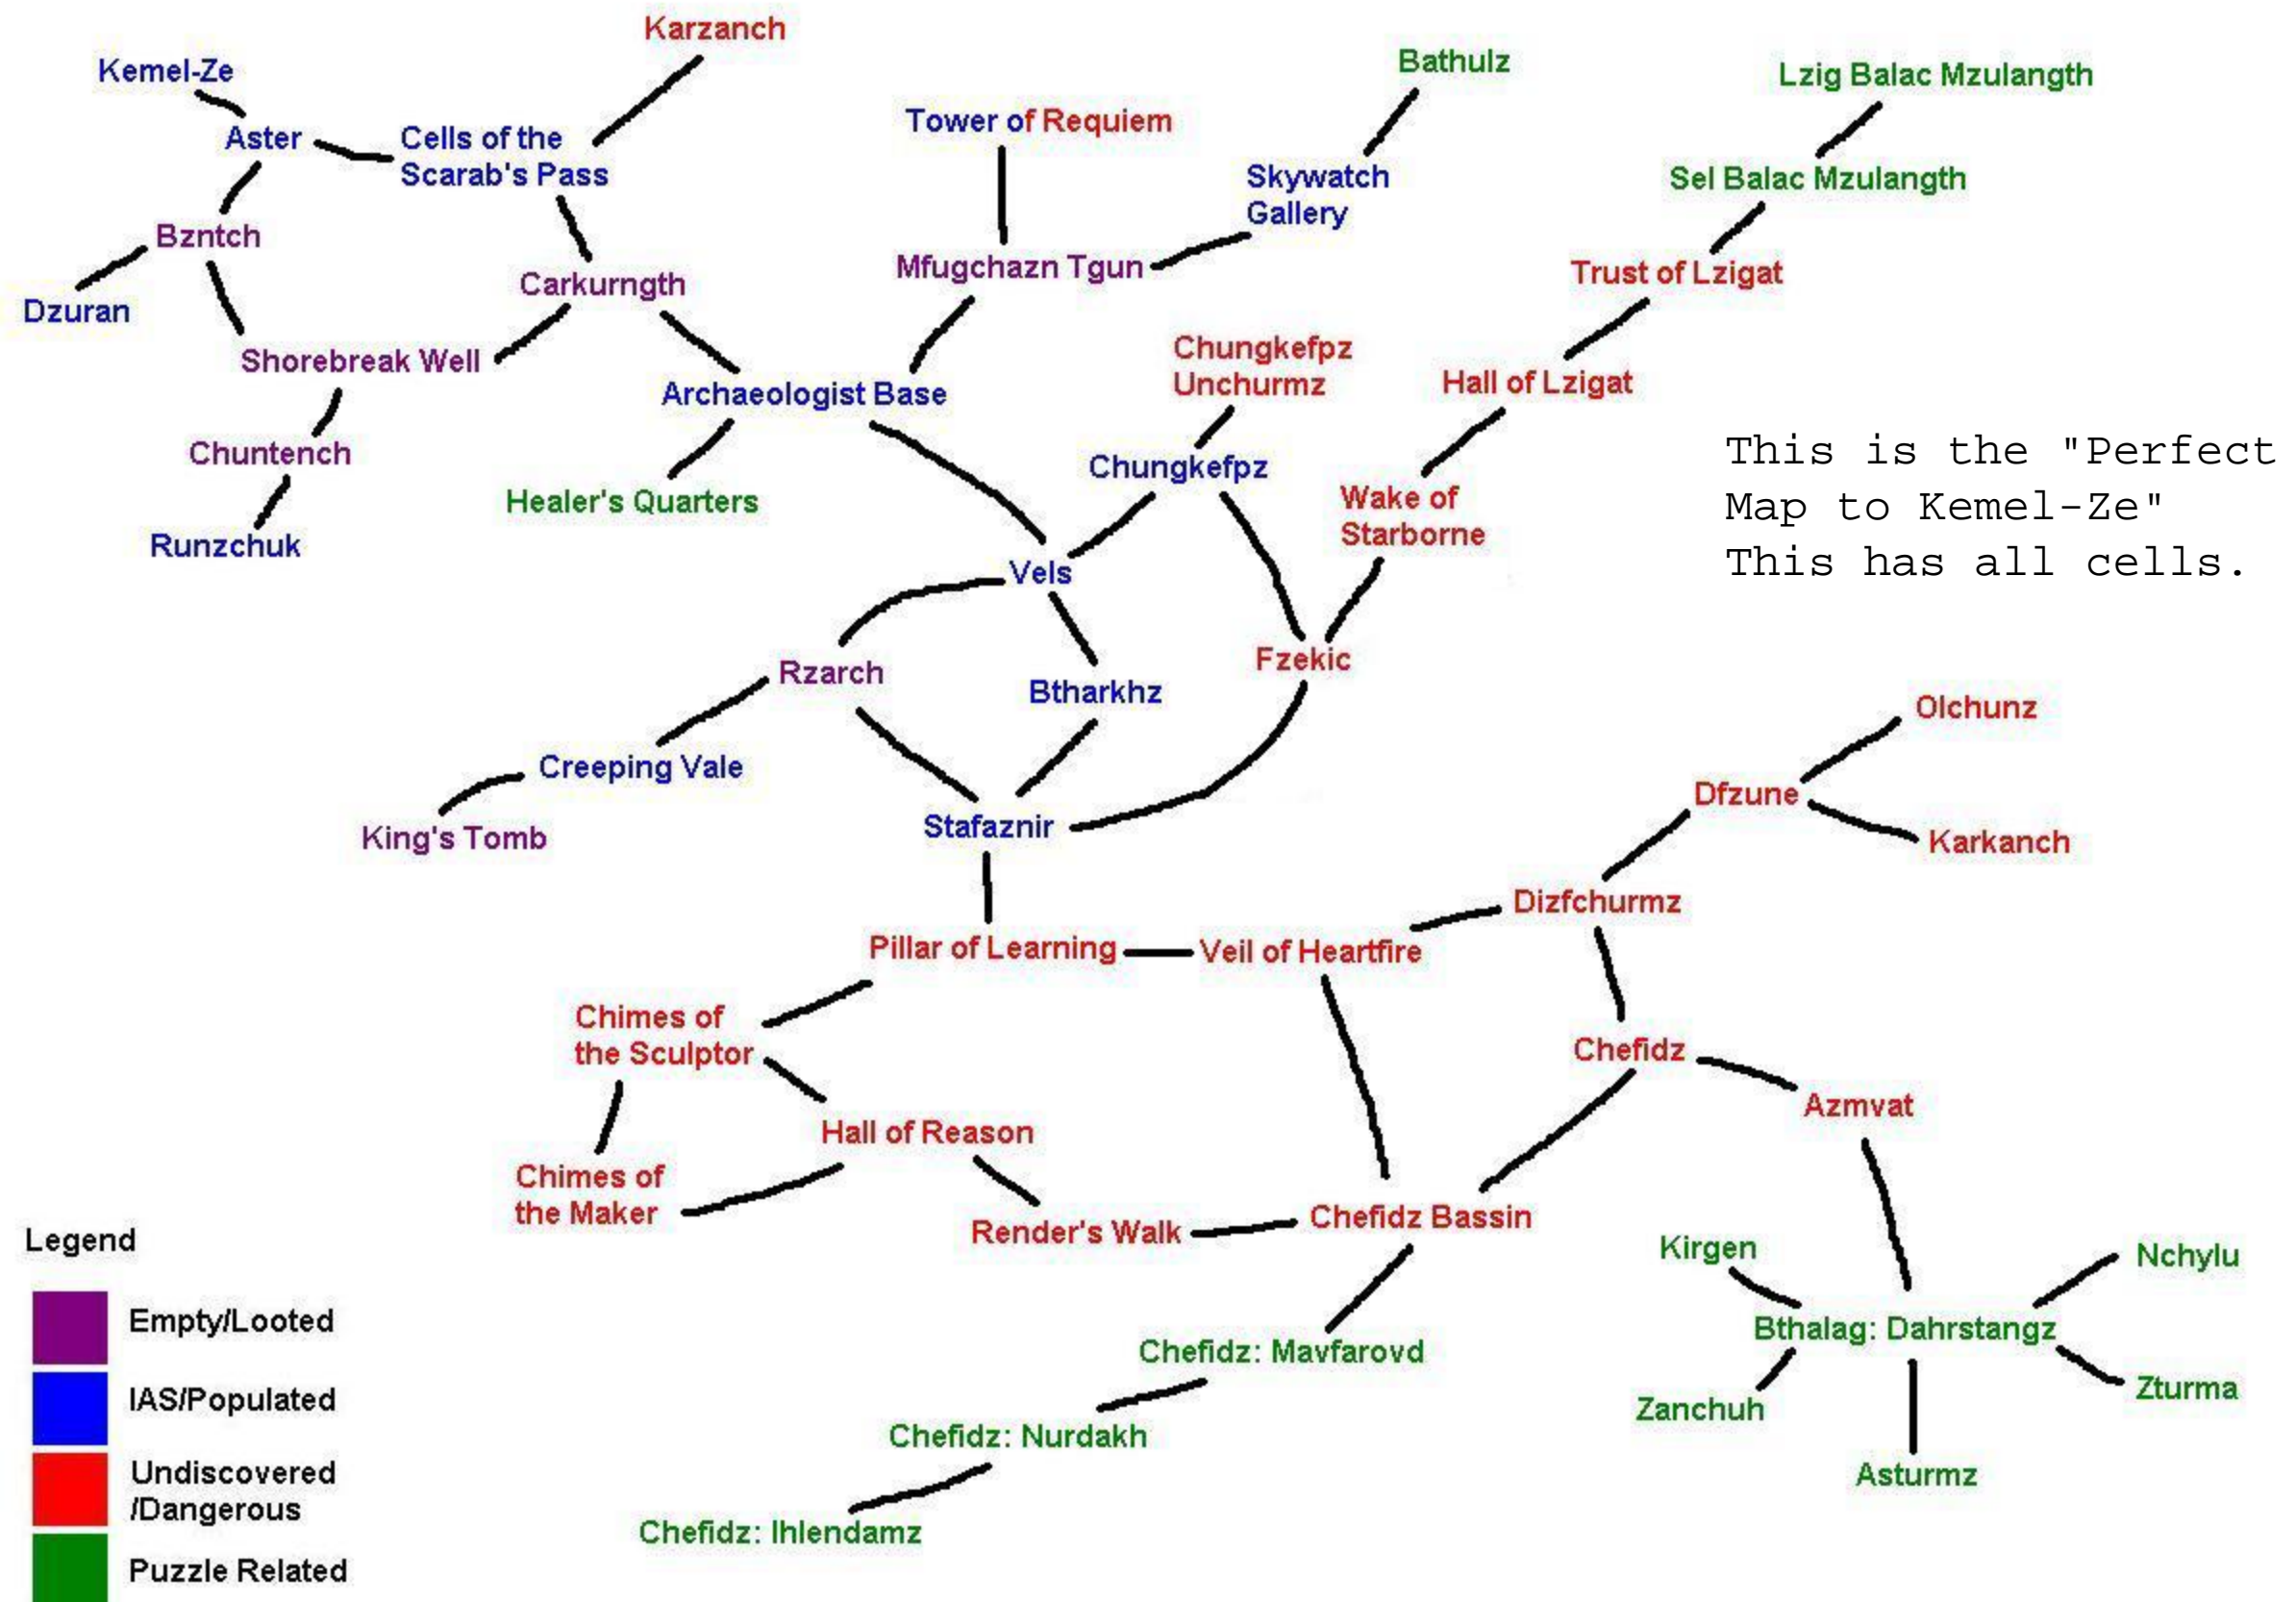 Karzanch
Kemel-Ze
Bathulz
Lzig Balac Mzulangth
Tower of Requiem
Aster
Cells of the
Scarab's Pass
Skywatch
Gallery
Sel Balac Mzulangth
Bzntch
Mfugchazn Tgun
Trust of Lzigat
Carkurngth
Dzuran
Chungkefpz
Unchurmz
Shorebreak Well
Hall of Lzigat
Archaeologist Base
This is the "Perfect
Map to Kemel-Ze"
This has all cells.
Chuntench
Chungkefpz
Healer's Quarters
Wake of
Starborne
Runzchuk
Vels
Fzekic
Rzarch
Btharkhz
Olchunz
Creeping Vale
Dfzune
Stafaznir
King's Tomb
Karkanch
Dizfchurmz
Pillar of Learning
Veil of Heartfire
Chimes of
the Sculptor
Chefidz
Azmvat
Hall of Reason
Chimes of
the Maker
Render's Walk
Chefidz Bassin
Kirgen
Nchylu
Bthalag: Dahrstangz
Chefidz: Mavfarovd
Zturma
Zanchuh
Chefidz: Nurdakh
Asturmz
Chefidz: Ihlendamz
Legend
Empty/Looted
IAS/Populated
Undiscovered
/Dangerous
Puzzle Related